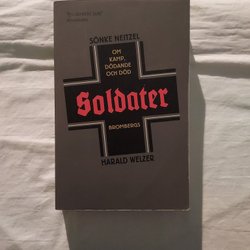 SÖNKE NEITZEL
OM
KAMP,
DÖDANDE
OCH DÖD
Soldater
BROMBERGS
HARALD WELZER